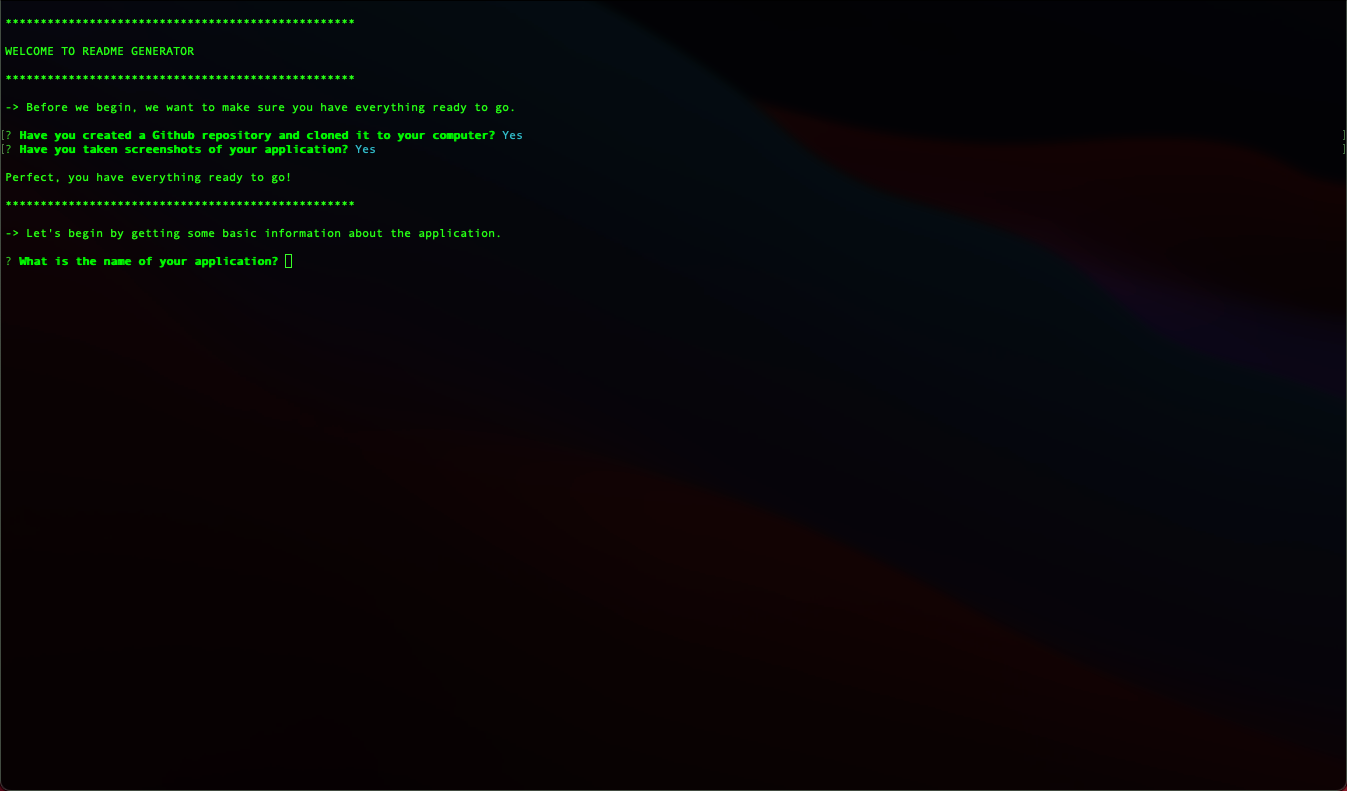 **************************************************
WELCOME TO README GENERATOR
**************************************************
-> Before we begin, we want to make sure you have everything ready to go.
[? Have you created a Github repository and cloned it to your computer? Yes ]
[? Have you taken screenshots of your application? Yes ]
Perfect, you have everything ready to go!
**************************************************
-> Let's begin by getting some basic information about the application.
? What is the name of your application?